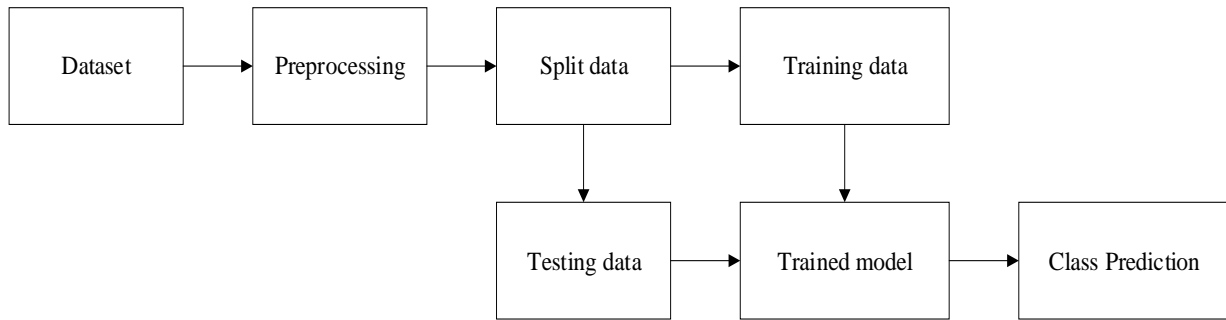 Dataset
Preprocessing
Split data
Training data
Testing data
Trained model
Class Prediction